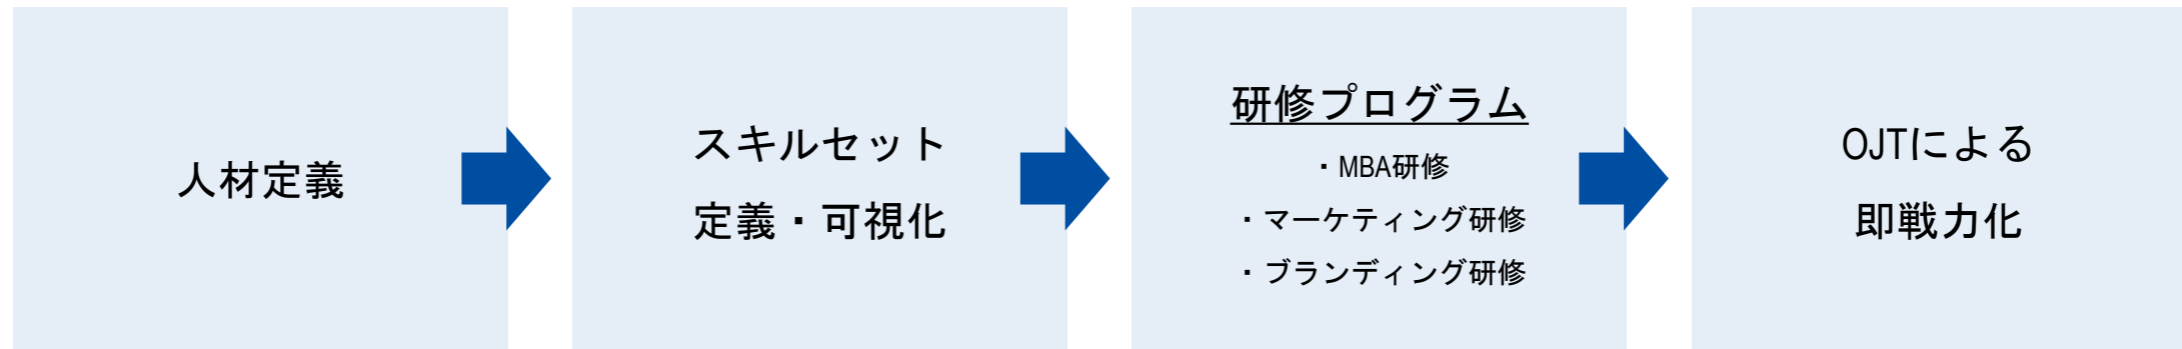 人材定義
スキルセット
定義・可視化
研修プログラム
・MBA研修
・マーケティング研修
・ブランディング研修
OJTによる
即戦力化